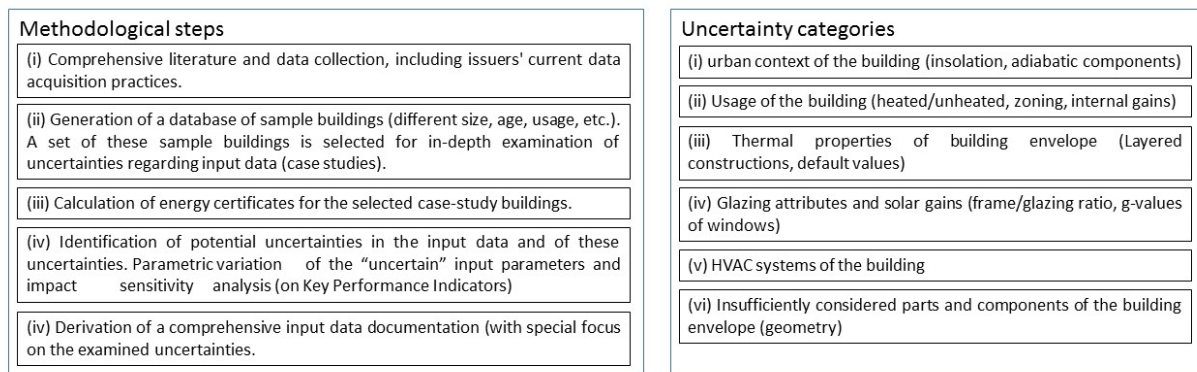 Methodological steps
(i) Comprehensive literature and data collection, including issuers' current data
acquisition practices.
(ii) Generation of a database of sample buildings (different size, age, usage, etc.).
A set of these sample buildings is selected for in-depth examination of
uncertainties regarding input data (case studies).
(iii) Calculation of energy certificates for the selected case-study buildings.
(iv) Identification of potential uncertainties in the input data and of these
uncertainties. Parametric variation of the “uncertain” input parameters and
impact sensitivity analysis (on Key Performance Indicators)
(iv) Derivation of a comprehensive input data documentation (with special focus
on the examined uncertainties.
Uncertainty categories
(i) urban context of the building (insolation, adiabatic components)
(ii) Usage of the building (heated/unheated, zoning, internal gains)
(iii) Thermal properties of building envelope (Layered
constructions, default values)
(iv) Glazing attributes and solar gains (frame/glazing ratio, g-values
of windows)
(v) HVAC systems of the building
(vi) Insufficiently considered parts and components of the building
envelope (geometry)